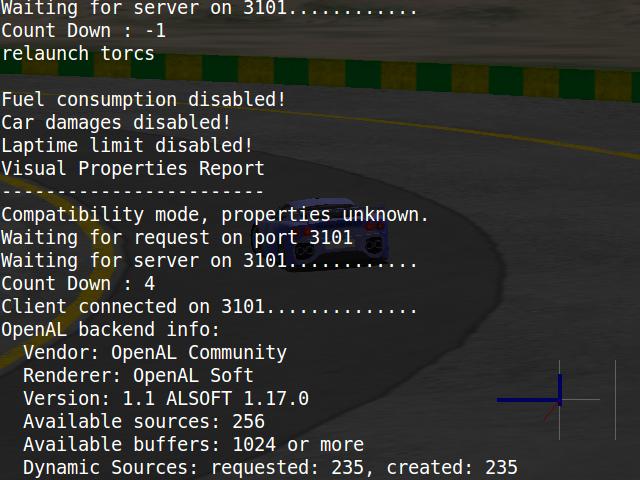 Waiting for server on 3101............
Count Down : -1
relaunch torcs
Fuel consumption disabled!
Car damages disabled!
Laptime limit disabled!
Visual Properties Report
------------------------
Compatibility mode, properties unknown.
Waiting for request on port 3101
Waiting for server on 3101............
Count Down : 4
Client connected on 3101..............
OpenAL backend info:
  Vendor: OpenAL Community
  Renderer: OpenAL Soft
  Version: 1.1 ALSOFT 1.17.0
  Available sources: 256
  Available buffers: 1024 or more
  Dynamic Sources: requested: 235, created: 235